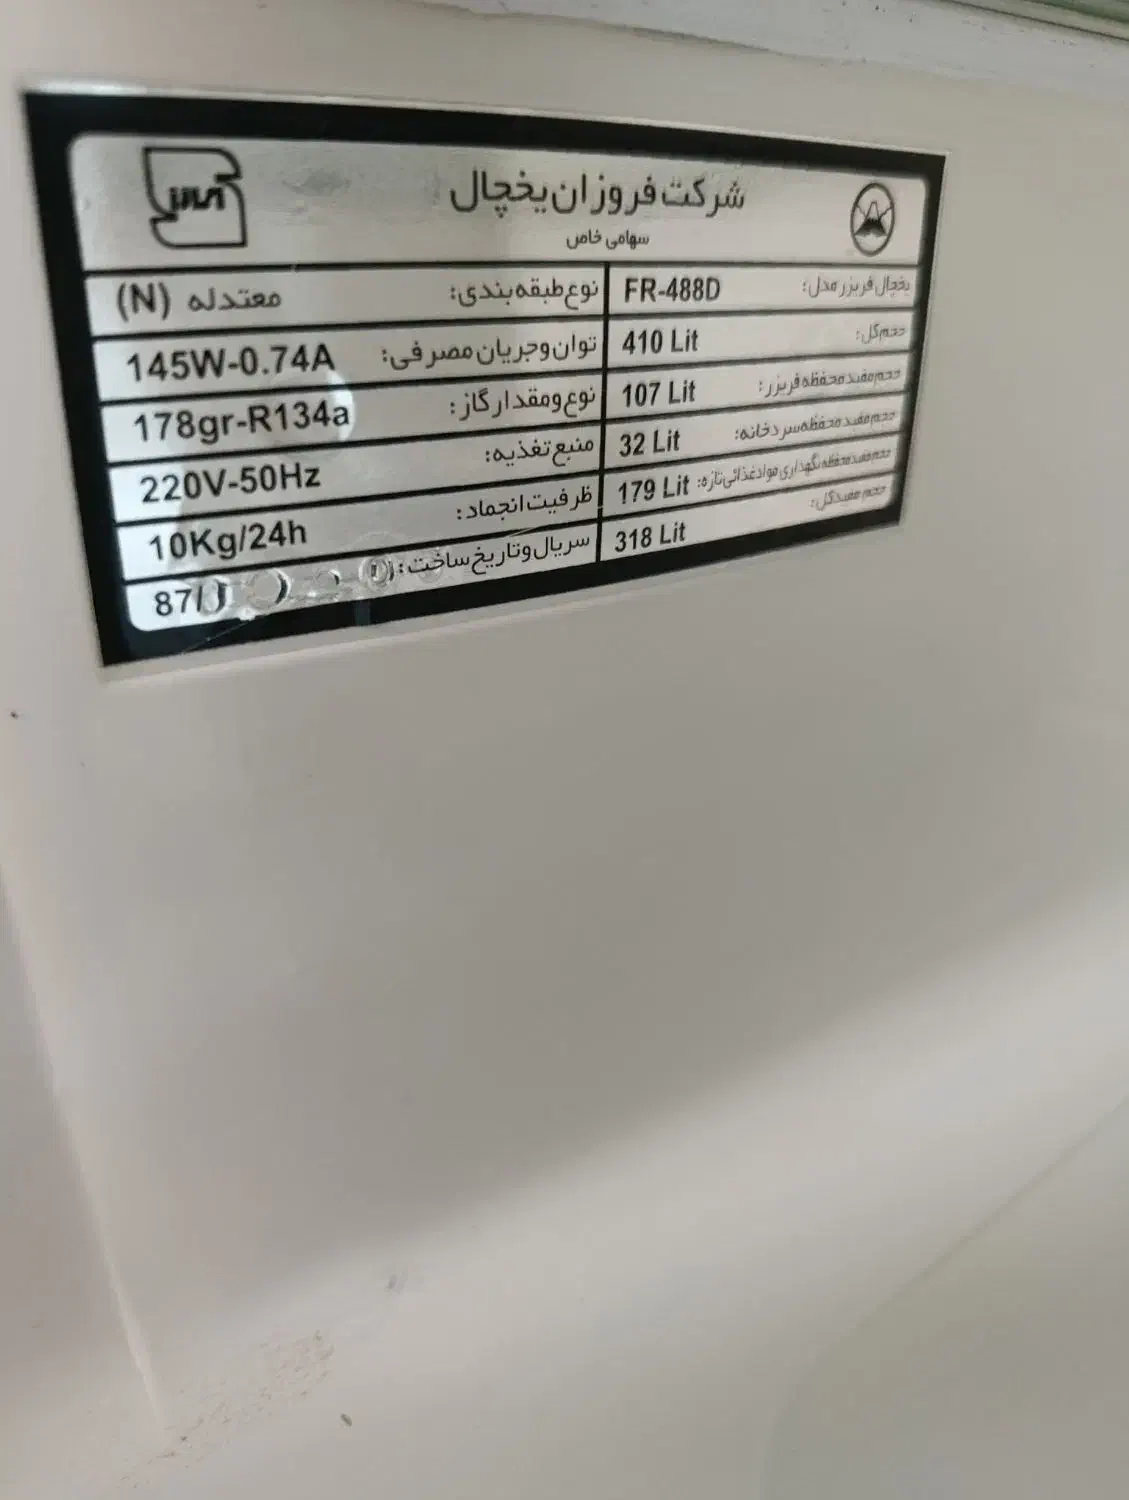 شرکت فروزان یخچال
سهامی خاص
یخچال فریزر مدل: FR-488D
حجم کل: 410 Lit
حجم مفید محفظه فریزر: 107 Lit
حجم مفید محفظه سردخانه: 32 Lit
حجم مفید محفظه نگهداری مواد غذائی تازه: 179 Lit
حجم مفید کل: 318 Lit
نوع طبقه بندی: معتدله (N)
توان و جریان مصرفی: 145W-0.74A
نوع و مقدار گاز: 178gr-R134a
منبع تغذیه: 220V-50Hz
ظرفیت انجماد: 10Kg/24h
سریال و تاریخ ساخت: 87/